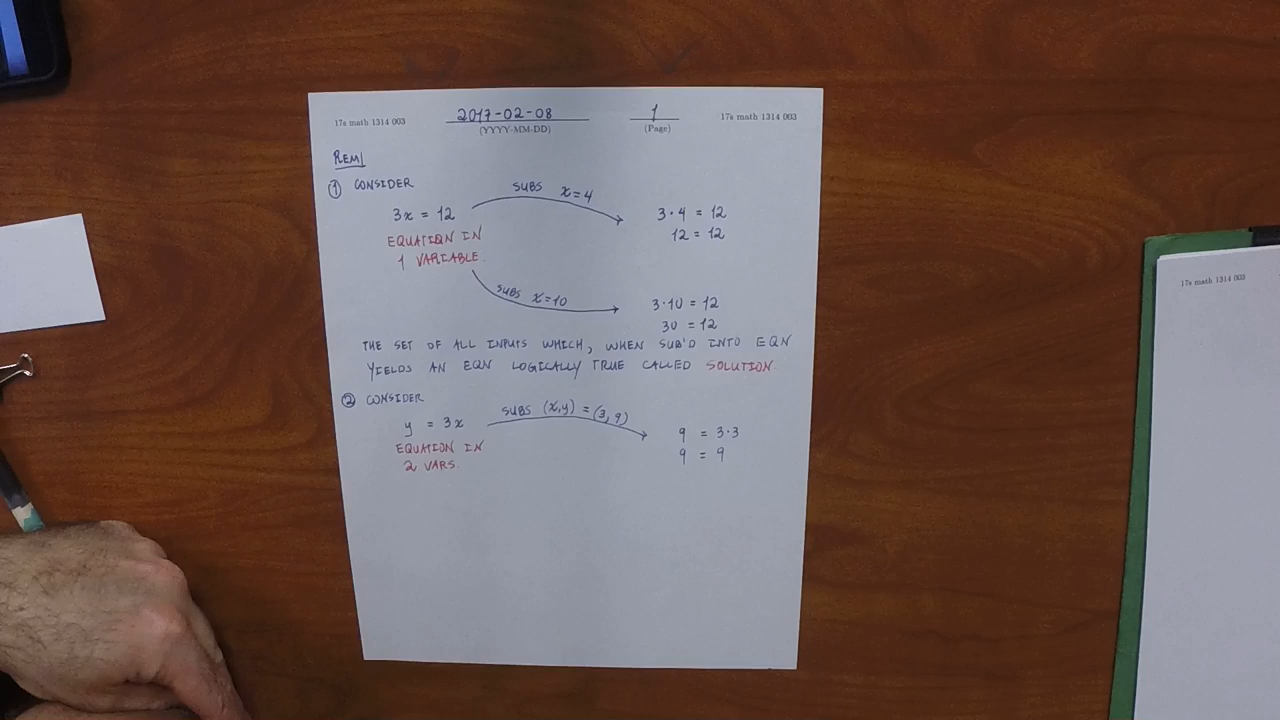 17s math 1314 003
2017-02-08
(YYYY-MM-DD)
1
(Page)
17s math 1314 003
REM
① CONSIDER
3x = 12
SUBS x=4
3·4 = 12
12 = 12
EQUATION IN
1 VARIABLE.
SUBS x=10
3·10 = 12
30 = 12
THE SET OF ALL INPUTS WHICH, WHEN SUB'D INTO EQN
YIELDS AN EQN LOGICALLY TRUE CALLED SOLUTION.
② CONSIDER
y = 3x
SUBS (x,y) = (3,9)
9 = 3·3
9 = 9
EQUATION IN
2 VARS.
17s math 1314 003